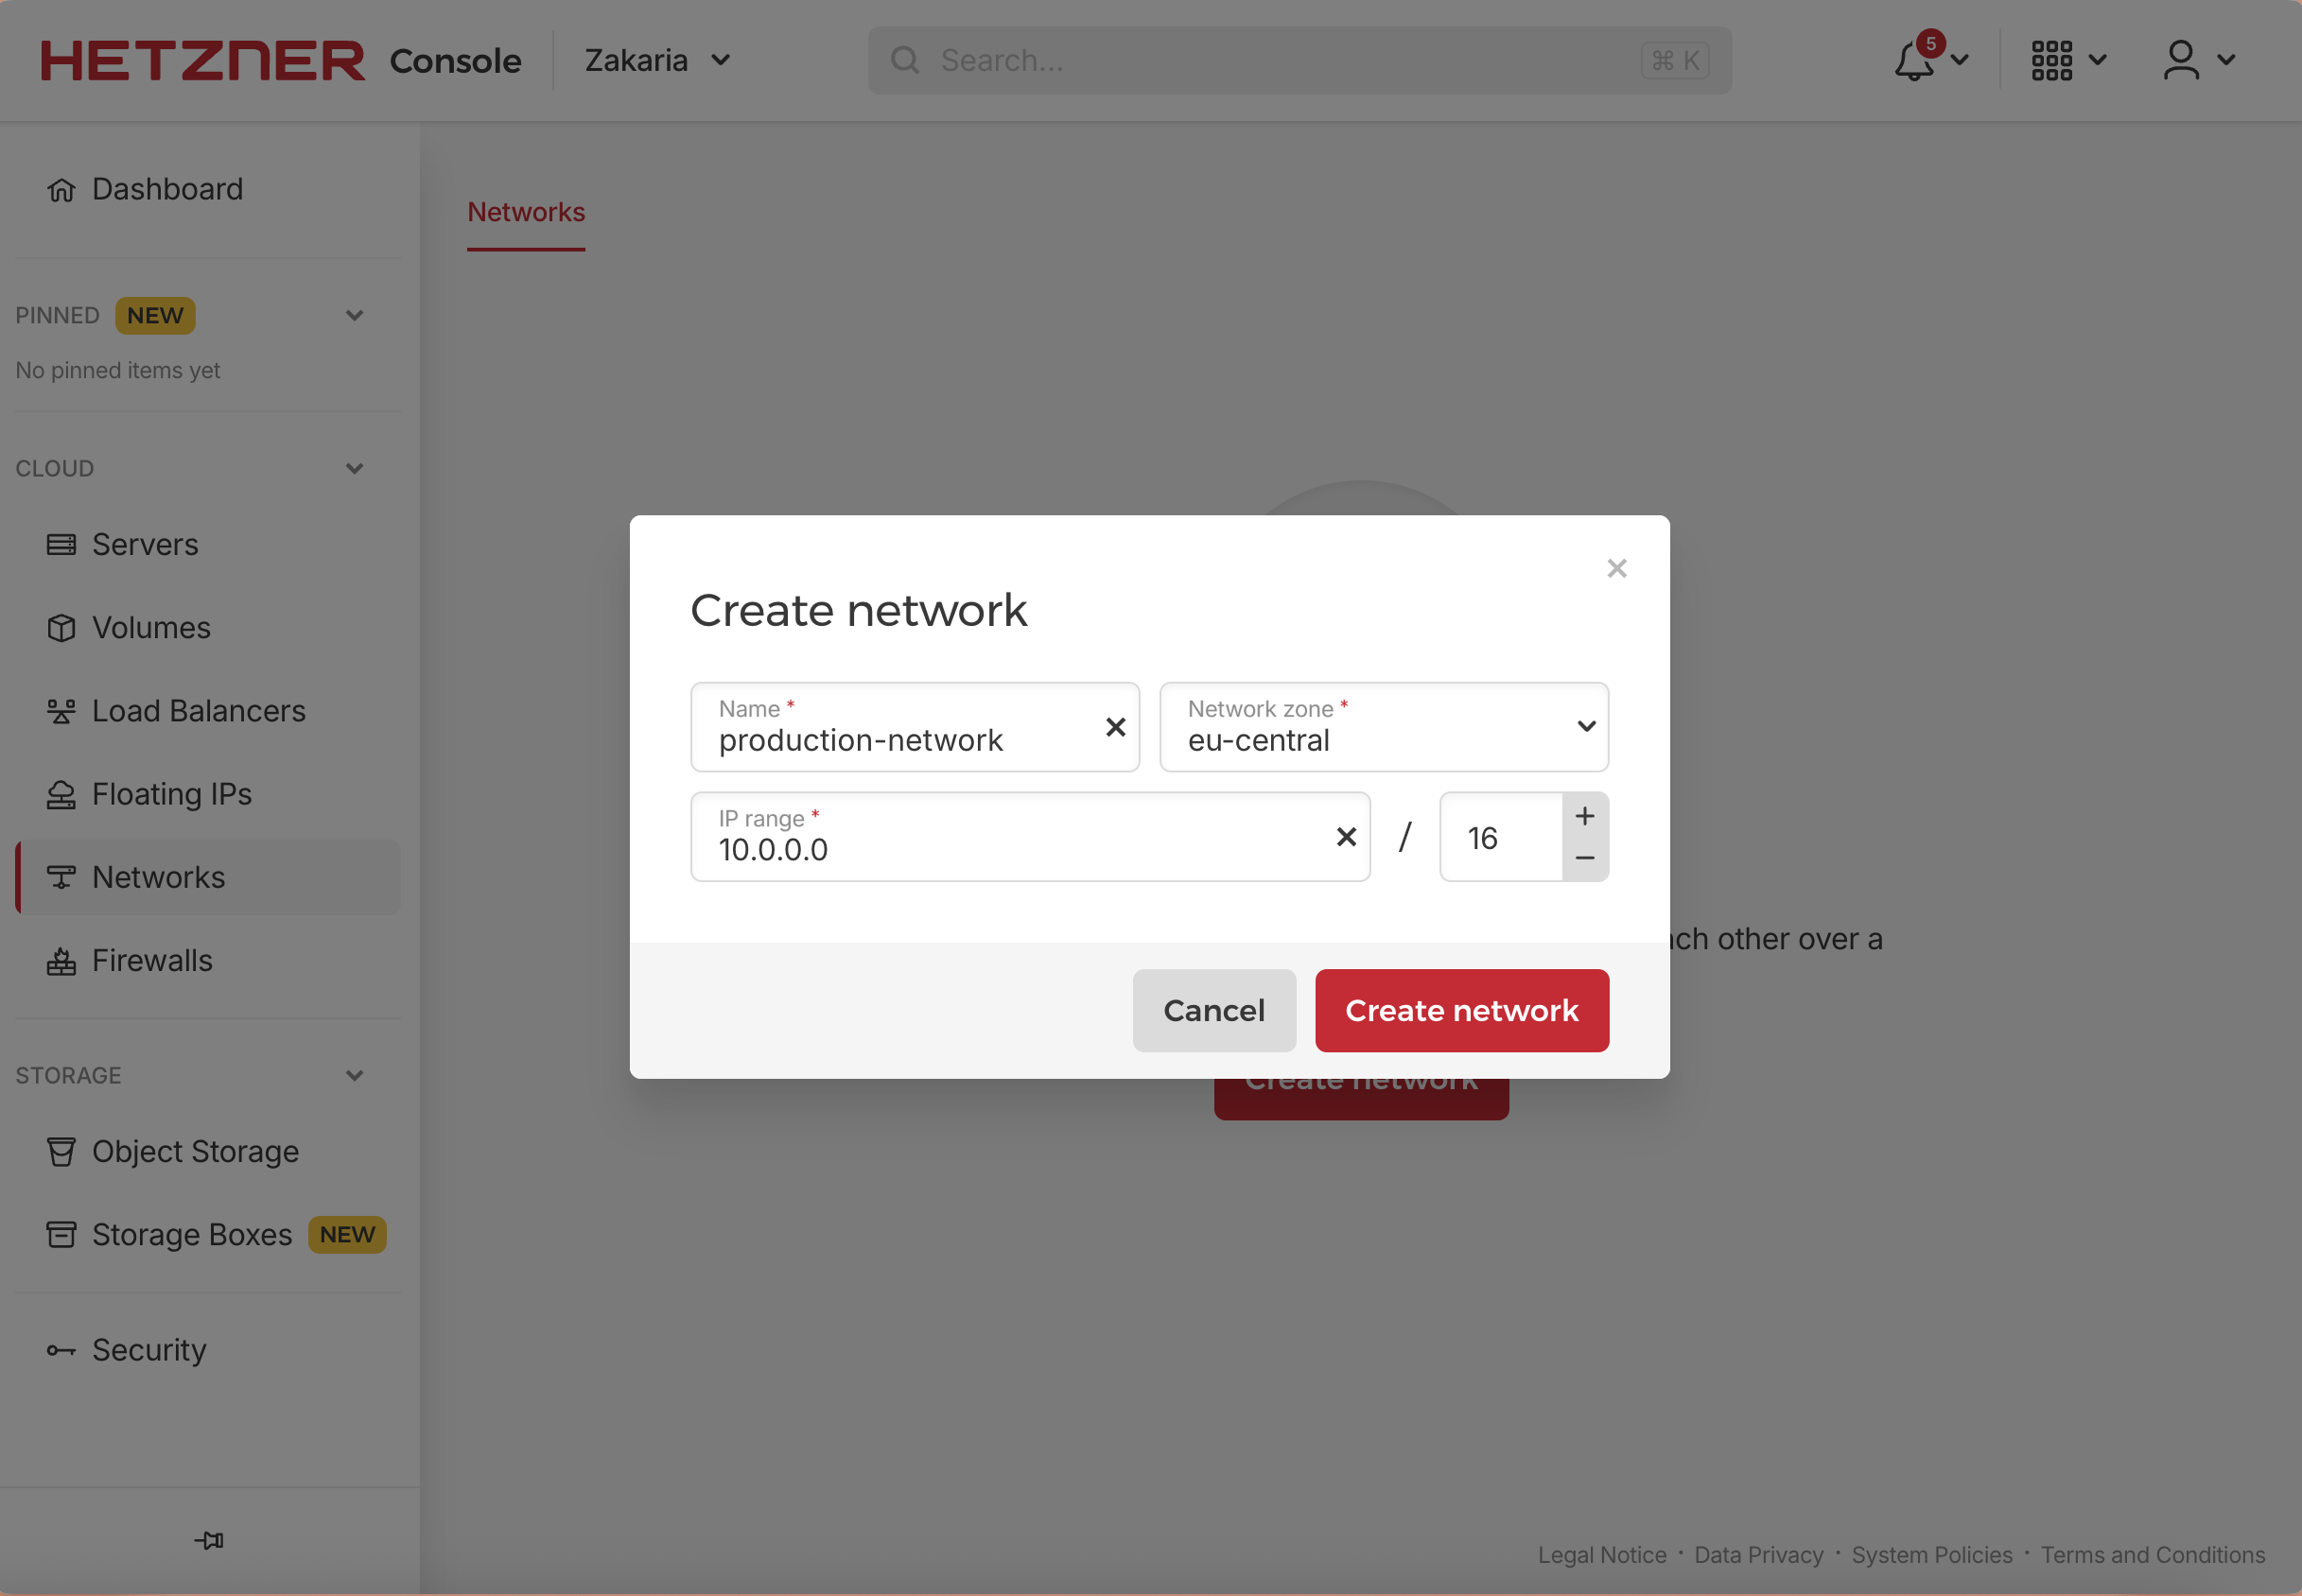 HETZNER Console
Zakaria
Search...
⌘ K
5
Dashboard
PINNED NEW
No pinned items yet
CLOUD
Servers
Volumes
Load Balancers
Floating IPs
Networks
Firewalls
STORAGE
Object Storage
Storage Boxes NEW
Security
Networks
Create network
Name *
production-network
Network zone *
eu-central
IP range *
10.0.0.0
/
16
Cancel
Create network
other over a
Create network
Legal Notice · Data Privacy · System Policies · Terms and Conditions